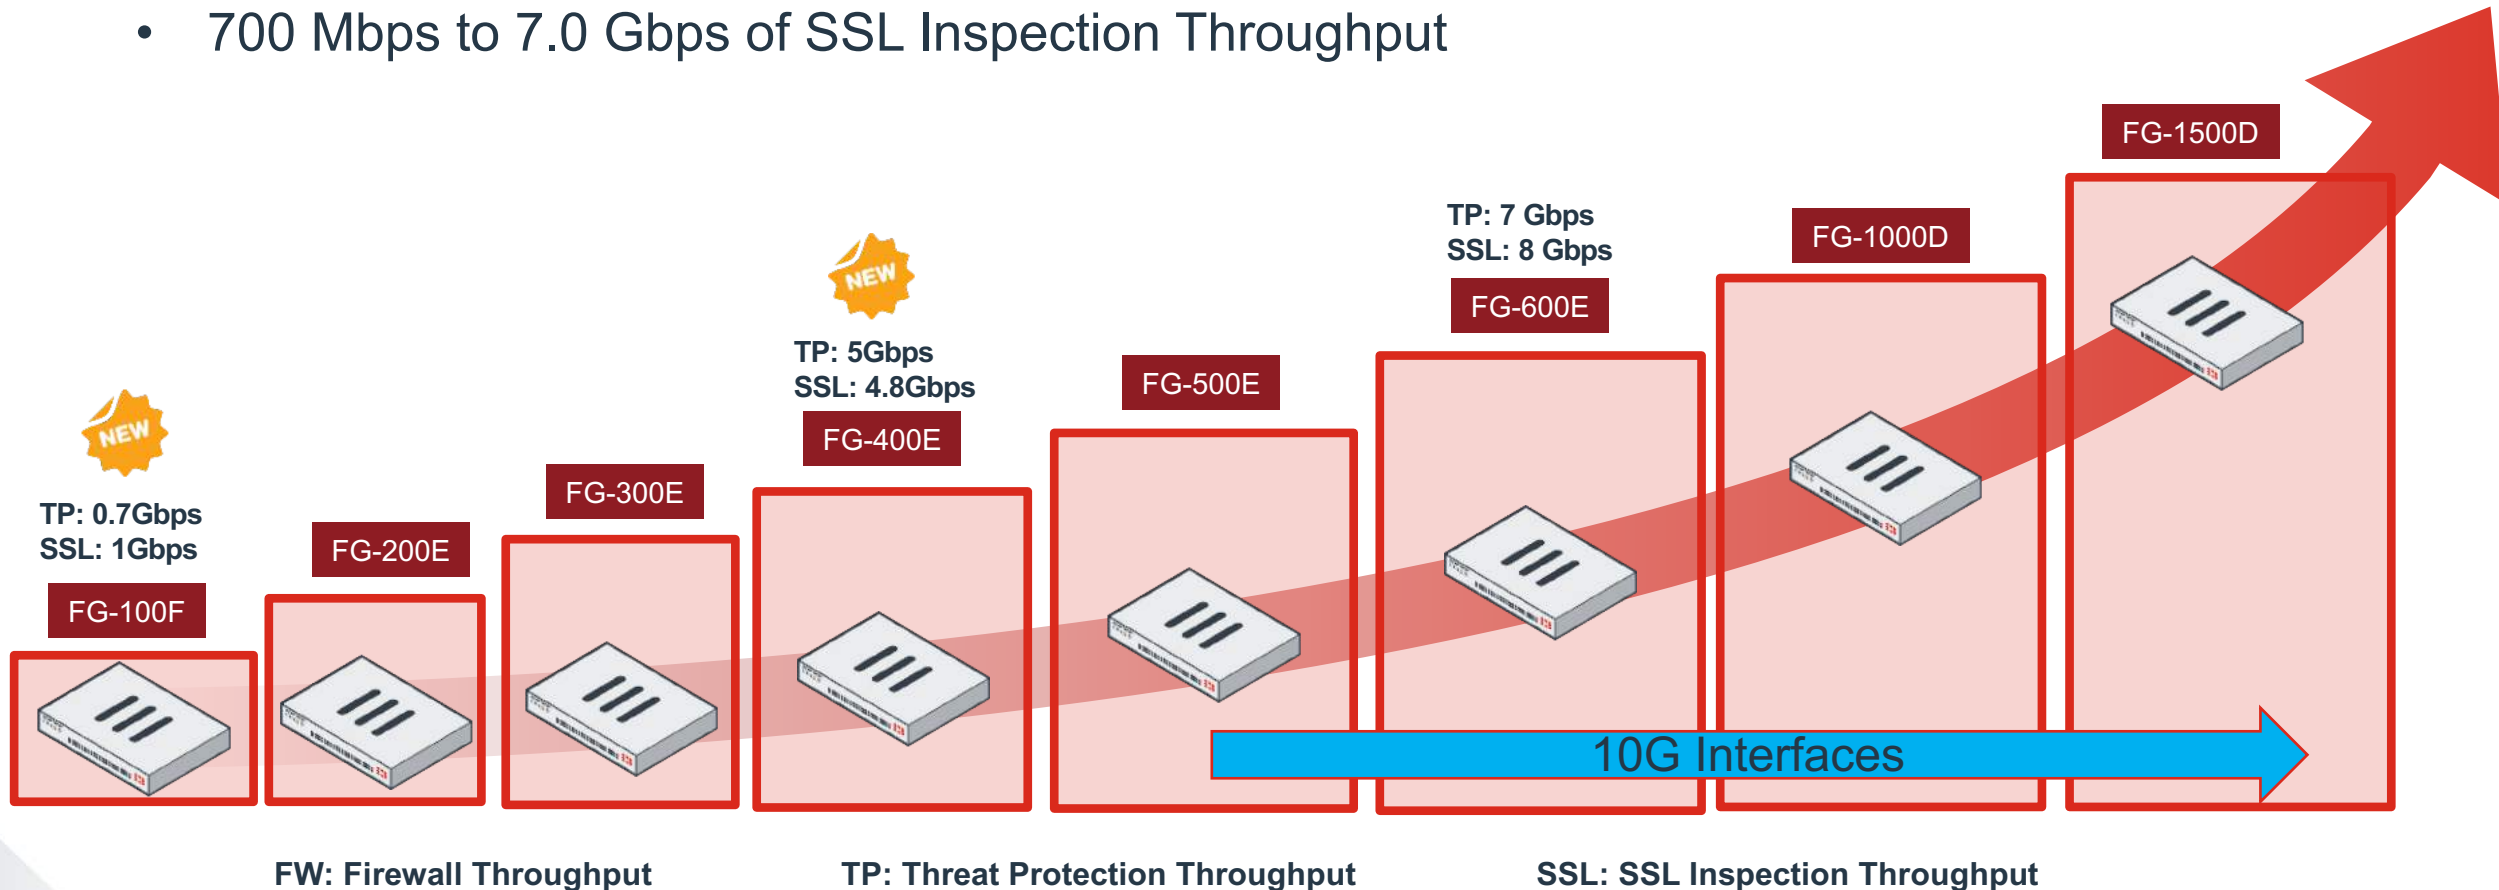 • 700 Mbps to 7.0 Gbps of SSL Inspection Throughput
FG-1500D
TP: 7 Gbps
SSL: 8 Gbps
FG-1000D
NEW
FG-600E
TP: 5Gbps
SSL: 4.8Gbps
FG-500E
NEW
FG-400E
FG-300E
TP: 0.7Gbps
SSL: 1Gbps
FG-200E
FG-100F
10G Interfaces
FW: Firewall Throughput
TP: Threat Protection Throughput
SSL: SSL Inspection Throughput